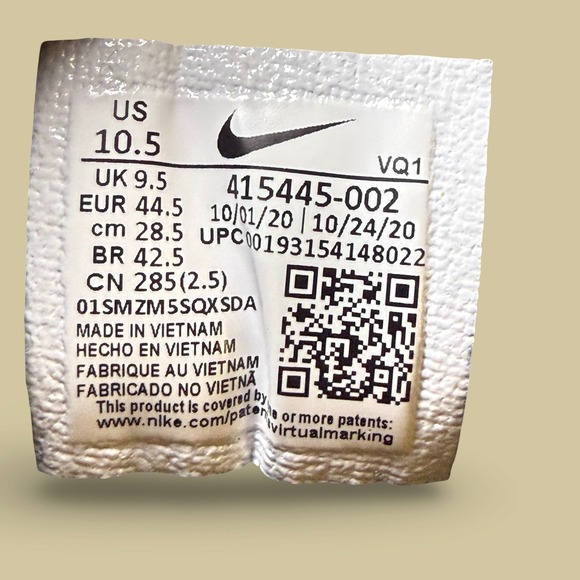 US
10.5
VQ1
UK 9.5
415445-002
EUR 44.5
10/01/20 | 10/24/20
cm 28.5
UPC 00193154148022
BR 42.5
CN 285(2.5)
01SMZM5SQXSDA
MADE IN VIETNAM
HECHO EN VIETNAM
FABRIQUE AU VIETNAM
FABRICADO NO VIETNÃ
This product is covered by or more patents:
www.nike.com/paten virtualmarking